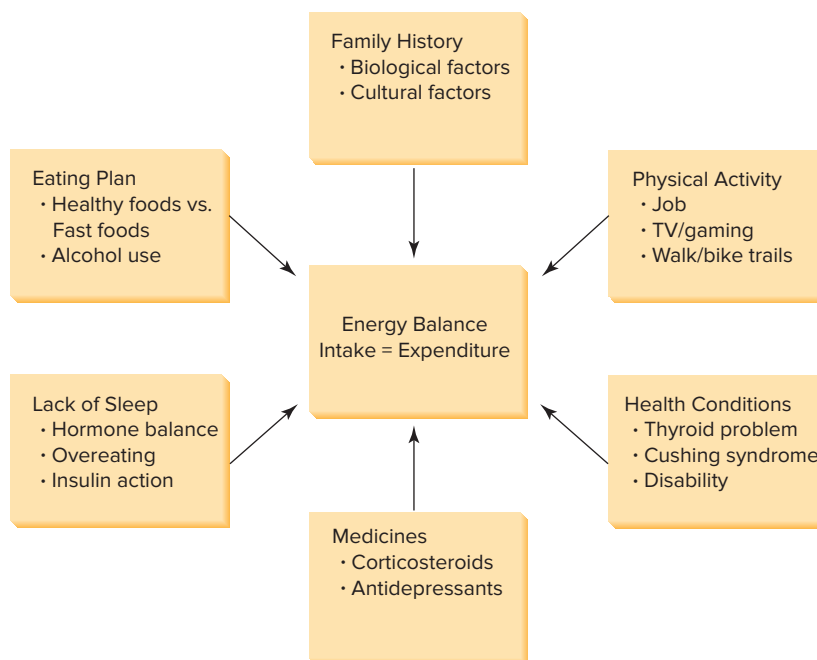 Family History
· Biological factors
· Cultural factors
Eating Plan
· Healthy foods vs.
Fast foods
· Alcohol use
Physical Activity
· Job
· TV/gaming
· Walk/bike trails
Energy Balance
Intake = Expenditure
Lack of Sleep
· Hormone balance
· Overeating
· Insulin action
Health Conditions
· Thyroid problem
· Cushing syndrome
· Disability
Medicines
· Corticosteroids
· Antidepressants